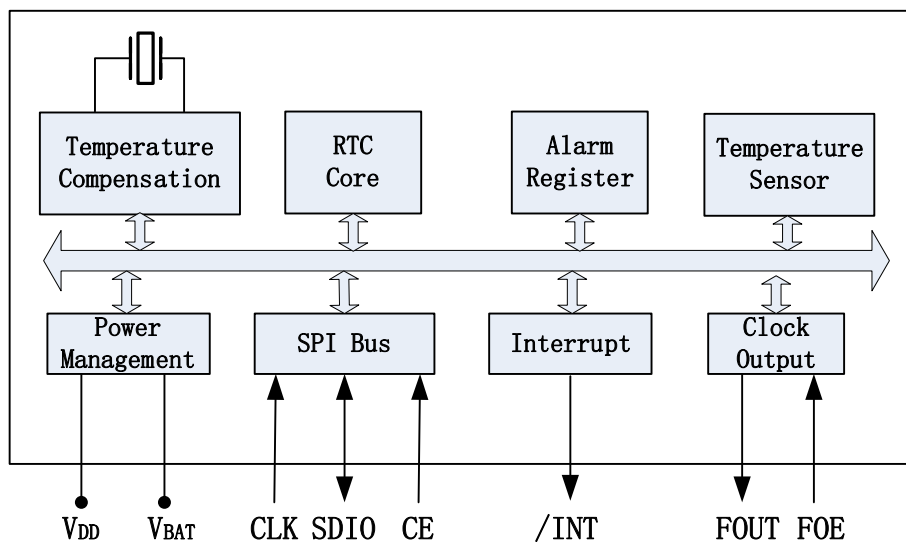 Temperature
Compensation
RTC
Core
Alarm
Register
Temperature
Sensor
Power
Management
SPI Bus
Interrupt
Clock
Output
VDD
VBAT
CLK
SDIO
CE
/INT
FOUT
FOE